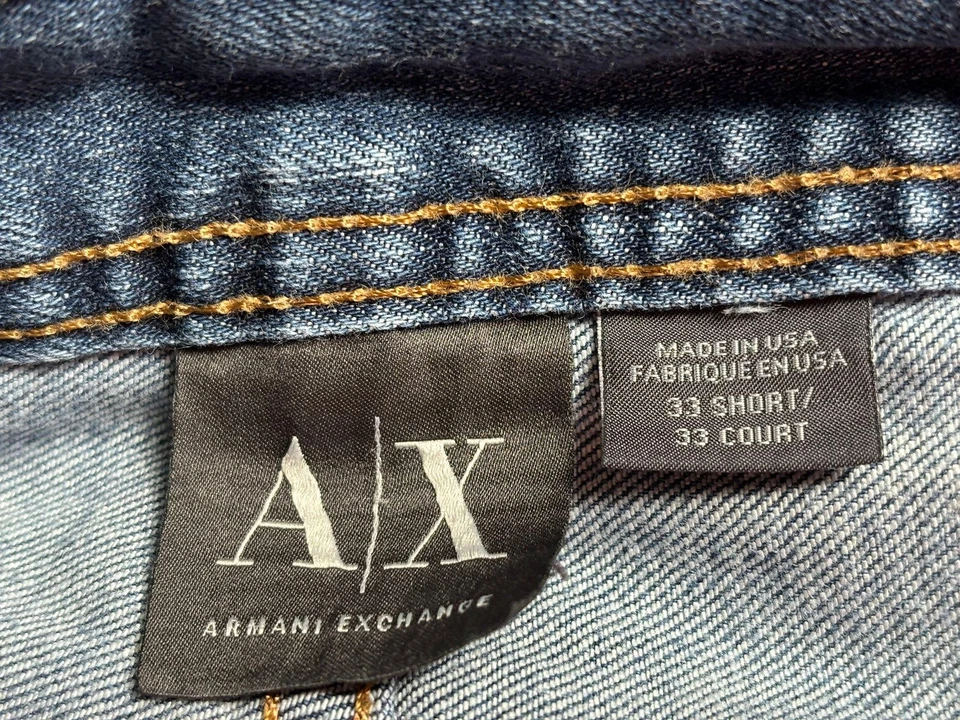 A|X
ARMANI EXCHANGE
MADE IN USA
FABRIQUE EN USA
33 SHORT/
33 COURT